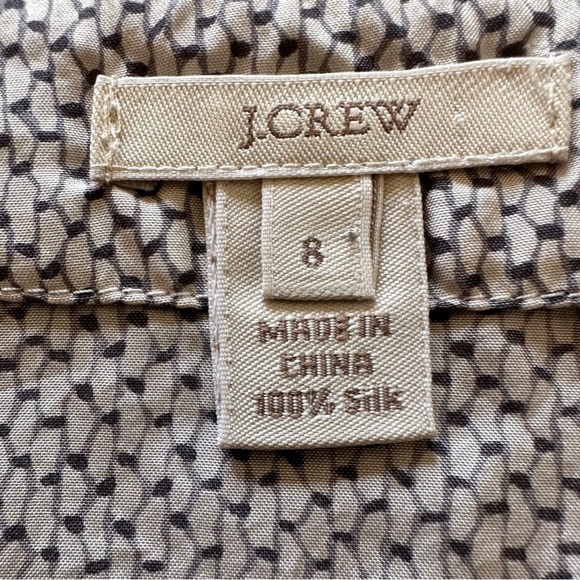 J.CREW
8
MADE IN
CHINA
100% Silk